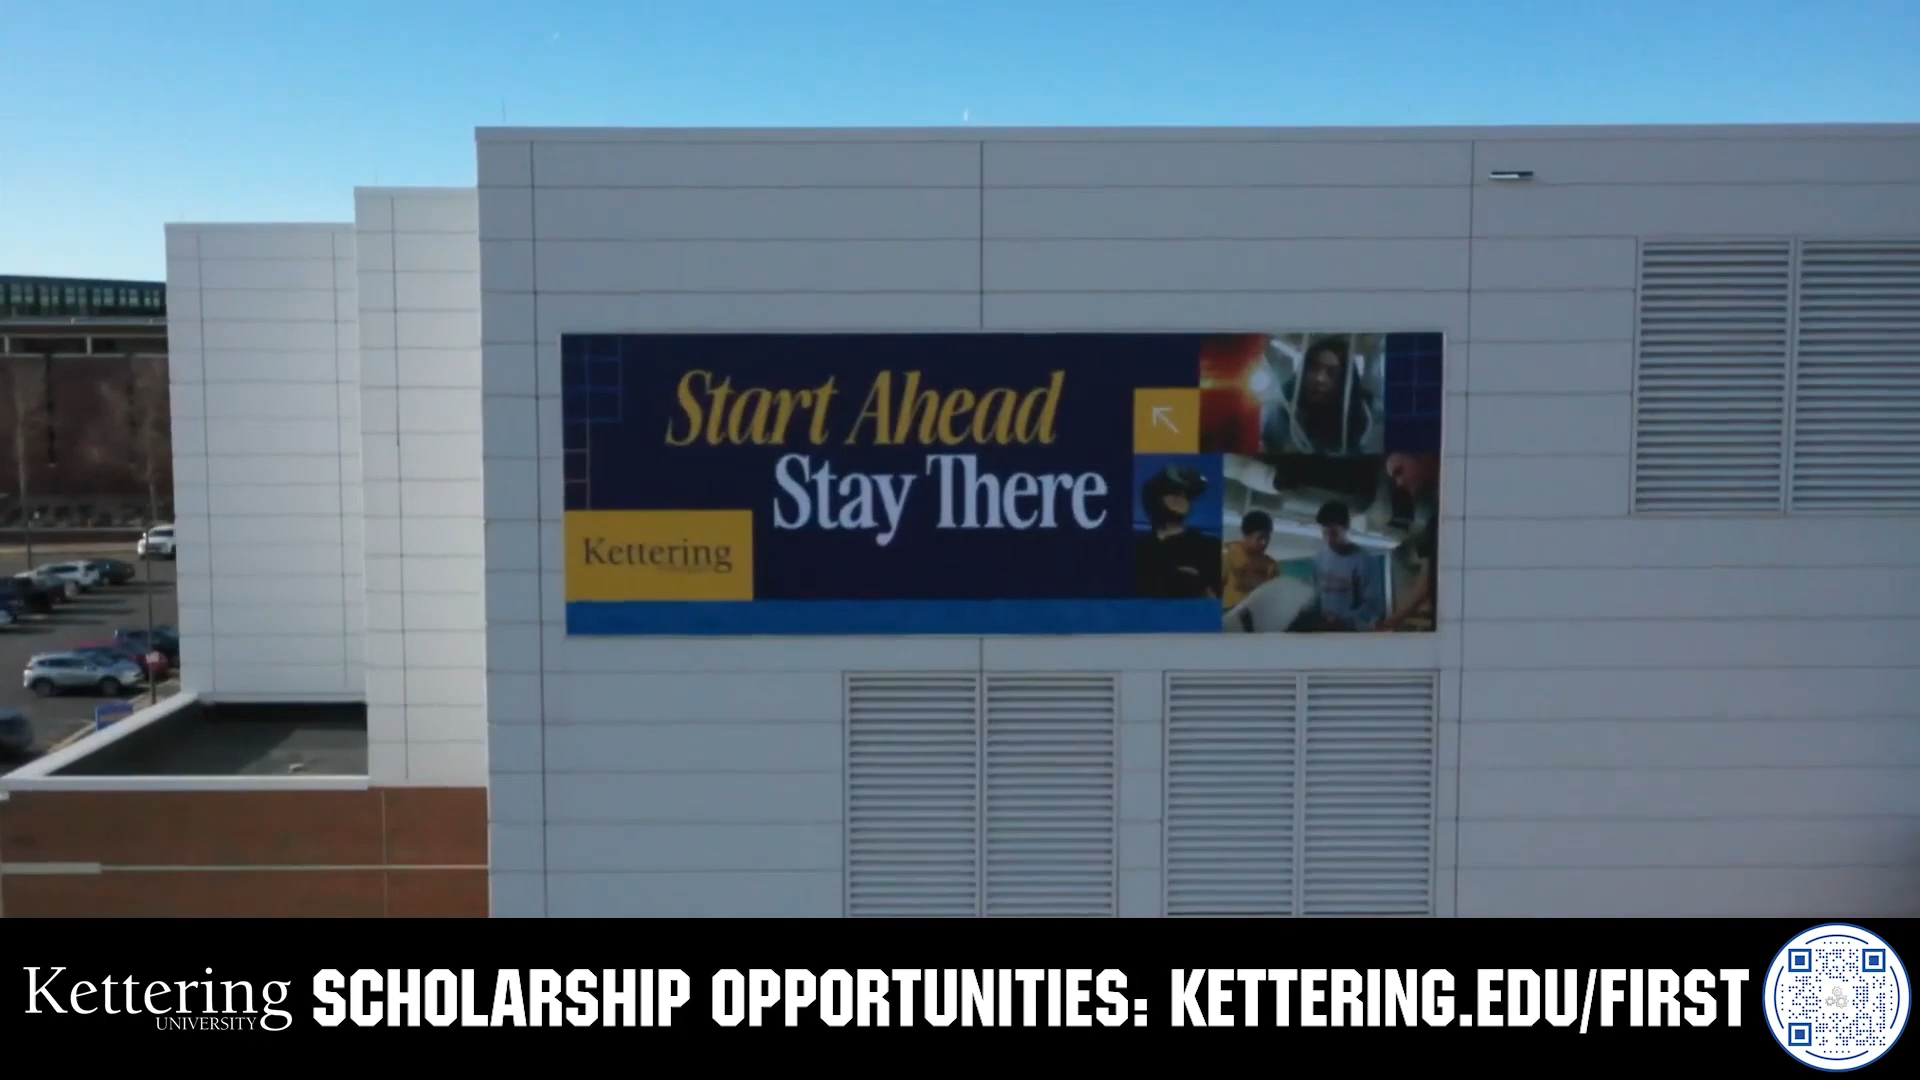 Start Ahead
Stay There
Kettering
Kettering
UNIVERSITY
SCHOLARSHIP OPPORTUNITIES: KETTERING.EDU/FIRST